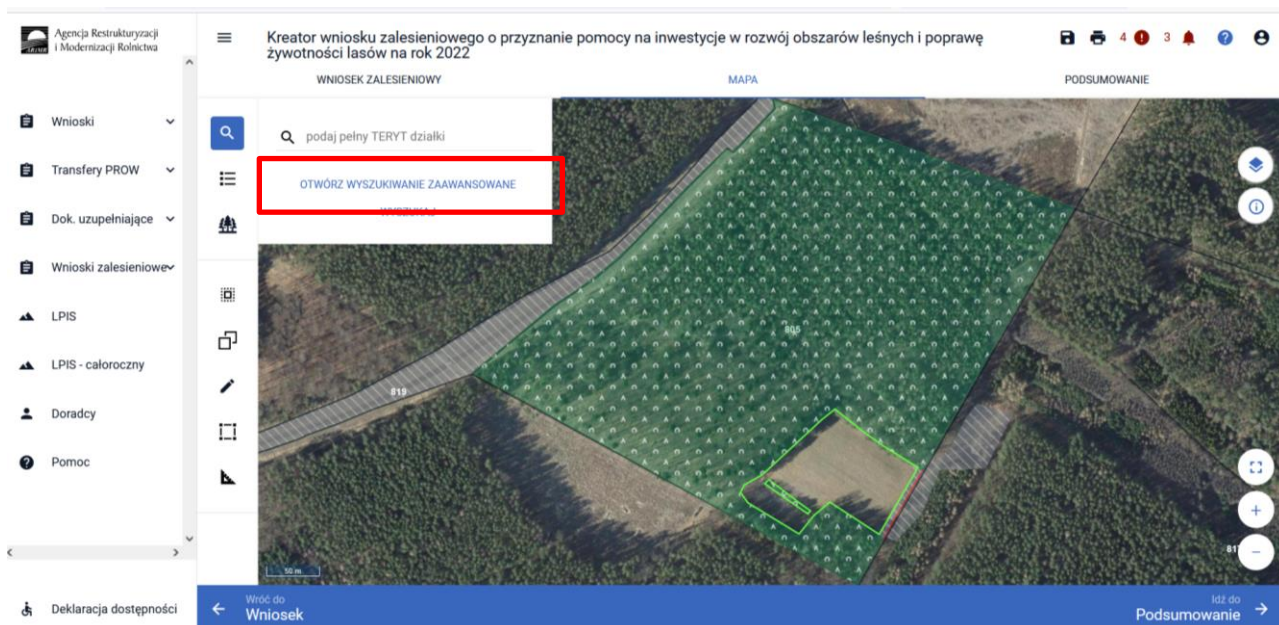 Agencja Restrukturyzacji
i Modernizacji Rolnictwa
Kreator wniosku zalesieniowego o przyznanie pomocy na inwestycje w rozwój obszarów leśnych i poprawę
żywotności lasów na rok 2022
4
3
WNIOSEK ZALESIENIOWY
MAPA
PODSUMOWANIE
Wnioski
Transfery PROW
Dok. uzupełniające
Wnioski zalesieniowe
LPIS
LPIS - całoroczny
Doradcy
Pomoc
Deklaracja dostępności
podaj pełny TERYT działki
OTWÓRZ WYSZUKIWANIE ZAAWANSOWANE
WYSZUKAJ
805
819
50 m
Wróć do
Wniosek
Idź do
Podsumowanie